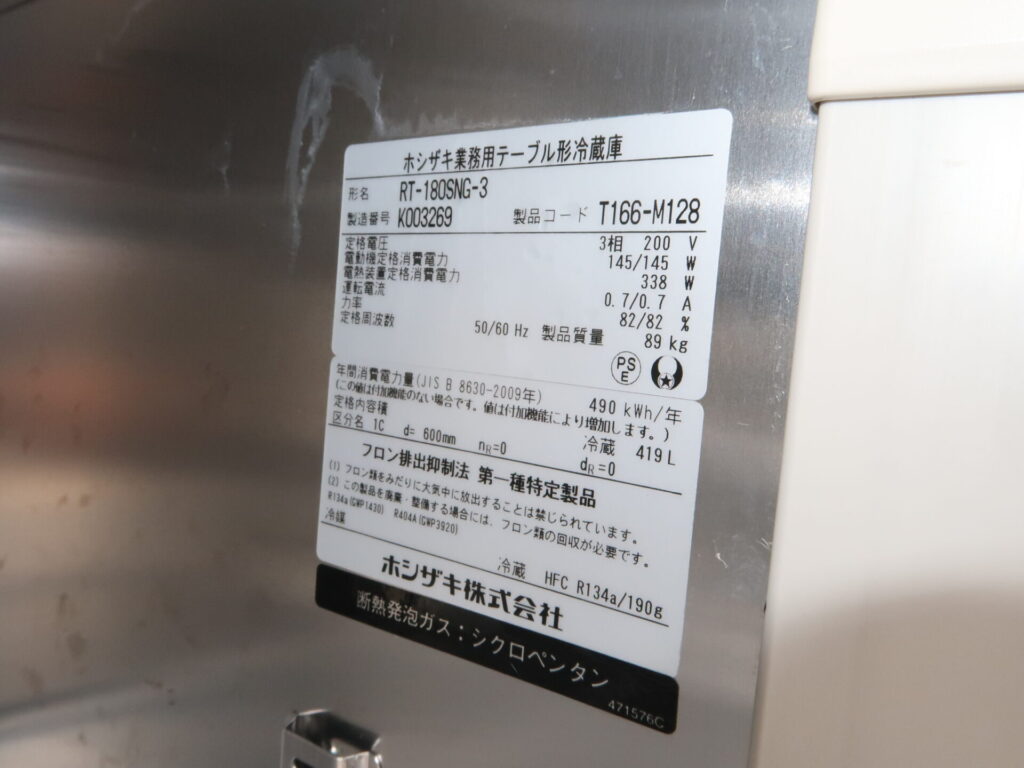 ホシザキ業務用テーブル形冷蔵庫
形名 RT-180SNG-3
製造番号 K003269 製品コード T166-M128
定格電圧 3相 200 V
電動機定格消費電力 145/145 W
電熱装置定格消費電力 338 W
運転電流 0.7/0.7 A
力率 82/82 %
定格周波数 50/60 Hz 製品質量 89 kg
PS
E
年間消費電力量(JIS B 8630-2009年) 490 kWh/年
(この値は付加機能のない場合です。値は付加機能により増加します。)
定格内容積 冷蔵 419 L
区分名 1C d= 600mm nR=0 dR=0
フロン排出抑制法 第一種特定製品
(1) フロン類をみだりに大気中に放出することは禁じられています。
(2) この製品を廃棄・整備する場合には、フロン類の回収が必要です。
R134a(GWP1430) R404A(GWP3920)
冷媒 冷蔵 HFC R134a/190g
ホシザキ株式会社
断熱発泡ガス:シクロペンタン
471576C